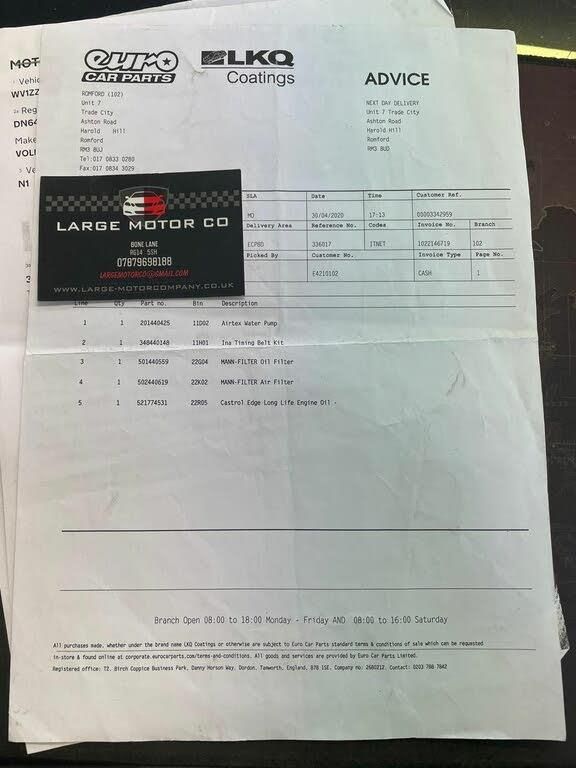 MOT
Vehic
WV1ZZ
Reg
DN64
Make
VOL
Ve
N1
euro CAR PARTS
LKQ Coatings
ADVICE
ROMFORD (102)
Unit 7
Trade City
Ashton Road
Harold Hill
Romford
RM3 8UJ
Tel:017 0833 0280
Fax:017 0834 3029
NEXT DAY DELIVERY
Unit 7 Trade City
Ashton Road
Harold Hill
Romford
RM3 8UD
LARGE MOTOR CO
BONE LANE
RG14 5SH
07879698188
LARGEMOTORCO@GMAIL.COM
WWW.LARGE-MOTORCOMPANY.CO.UK
SLA Date Time Customer Ref.
MD 30/04/2020 17:13 00003342959
Delivery Area Reference No. Codes Invoice No. Branch
ECPBD 336017 ITNET 1022146719 102
Picked By Customer No. Invoice Type Page No.
E4210102 CASH 1
Line Qty Part no. Bin Description
1 1 201440425 11D02 Airtex Water Pump
2 1 348440148 11H01 Ina Timing Belt Kit
3 1 501440559 22G04 MANN-FILTER Oil Filter
4 1 502440619 22K02 MANN-FILTER Air Filter
5 1 521774531 22R05 Castrol Edge Long Life Engine Oil -
Branch Open 08:00 to 18:00 Monday - Friday AND 08:00 to 16:00 Saturday
All purchases made, whether under the brand name LKQ Coatings or otherwise are subject to Euro Car Parts standard terms & conditions of sale which can be requested
in-store & found online at corporate.eurocarparts.com/terms-and-conditions. All goods and services are provided by Euro Car Parts Limited.
Registered office: T2, Birch Coppice Business Park, Danny Morson Way, Dordon, Tamworth, England, B78 1SE. Company no: 2680212. Contact: 0203 788 7842